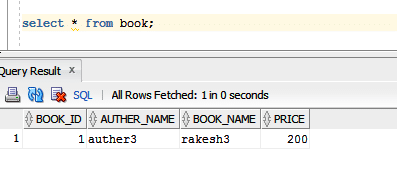 select * from book;
Query Result x
SQL | All Rows Fetched: 1 in 0 seconds
BOOK_ID AUTHER_NAME BOOK_NAME PRICE
1 1 auther3 rakesh3 200